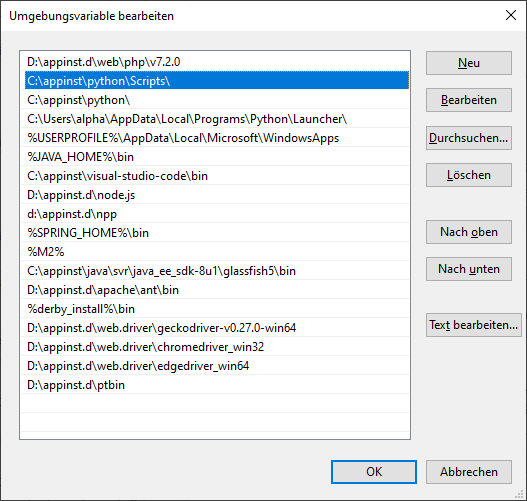 Umgebungsvariable bearbeiten
D:\appinst.d\web\php\v7.2.0
C:\appinst\python\Scripts\
C:\appinst\python\
C:\Users\alpha\AppData\Local\Programs\Python\Launcher\
%USERPROFILE%\AppData\Local\Microsoft\WindowsApps
%JAVA_HOME%\bin
C:\appinst\visual-studio-code\bin
D:\appinst.d\node.js
d:\appinst.d\npp
%SPRING_HOME%\bin
%M2%
C:\appinst\java\svr\java_ee_sdk-8u1\glassfish5\bin
D:\appinst.d\apache\ant\bin
%derby_install%\bin
D:\appinst.d\web.driver\geckodriver-v0.27.0-win64
D:\appinst.d\web.driver\chromedriver_win32
D:\appinst.d\web.driver\edgedriver_win64
D:\appinst.d\ptbin
Neu
Bearbeiten
Durchsuchen...
Löschen
Nach oben
Nach unten
Text bearbeiten...
OK
Abbrechen